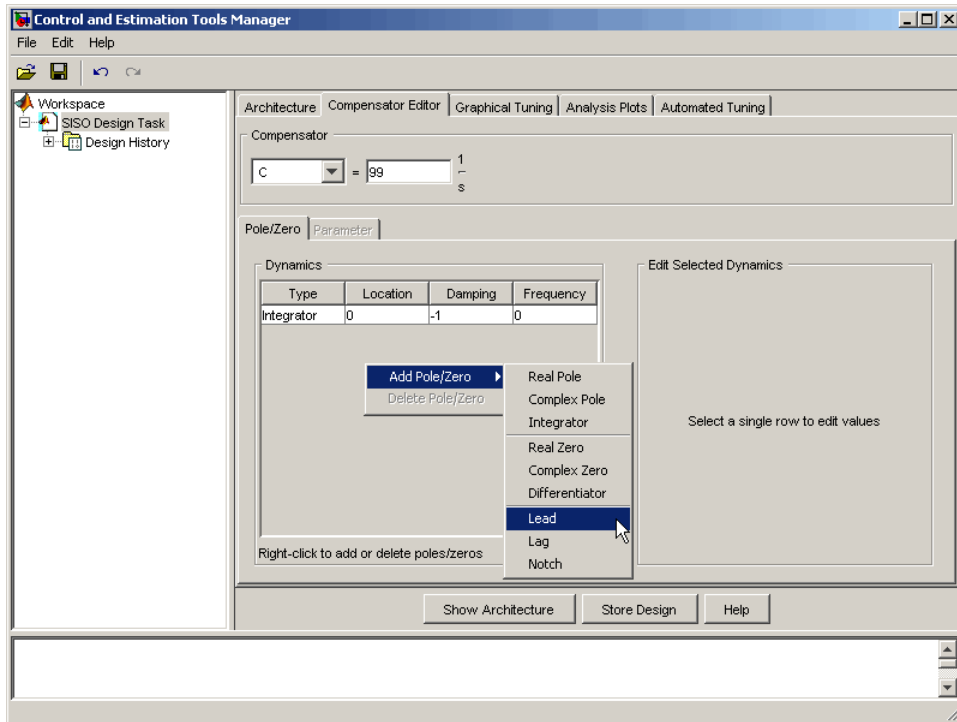 Control and Estimation Tools Manager
File Edit Help
Workspace
SISO Design Task
Design History
Architecture Compensator Editor Graphical Tuning Analysis Plots Automated Tuning
Compensator
C = 99 1
s
Pole/Zero Parameter
Dynamics
Type Location Damping Frequency
Integrator 0 -1 0
Add Pole/Zero
Delete Pole/Zero
Real Pole
Complex Pole
Integrator
Real Zero
Complex Zero
Differentiator
Lead
Lag
Notch
Right-click to add or delete poles/zeros
Edit Selected Dynamics
Select a single row to edit values
Show Architecture Store Design Help